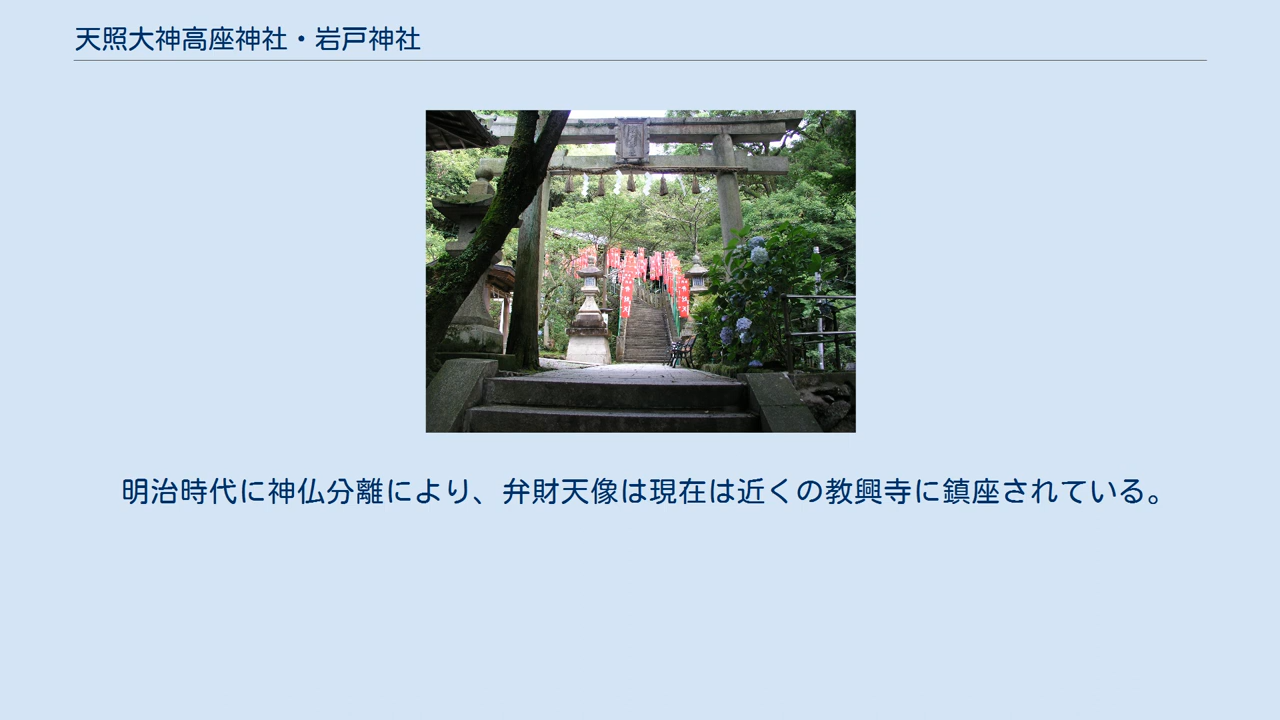 天照大神高座神社・岩戸神社
明治時代に神仏分離により、弁財天像は現在は近くの教興寺に鎮座されている。